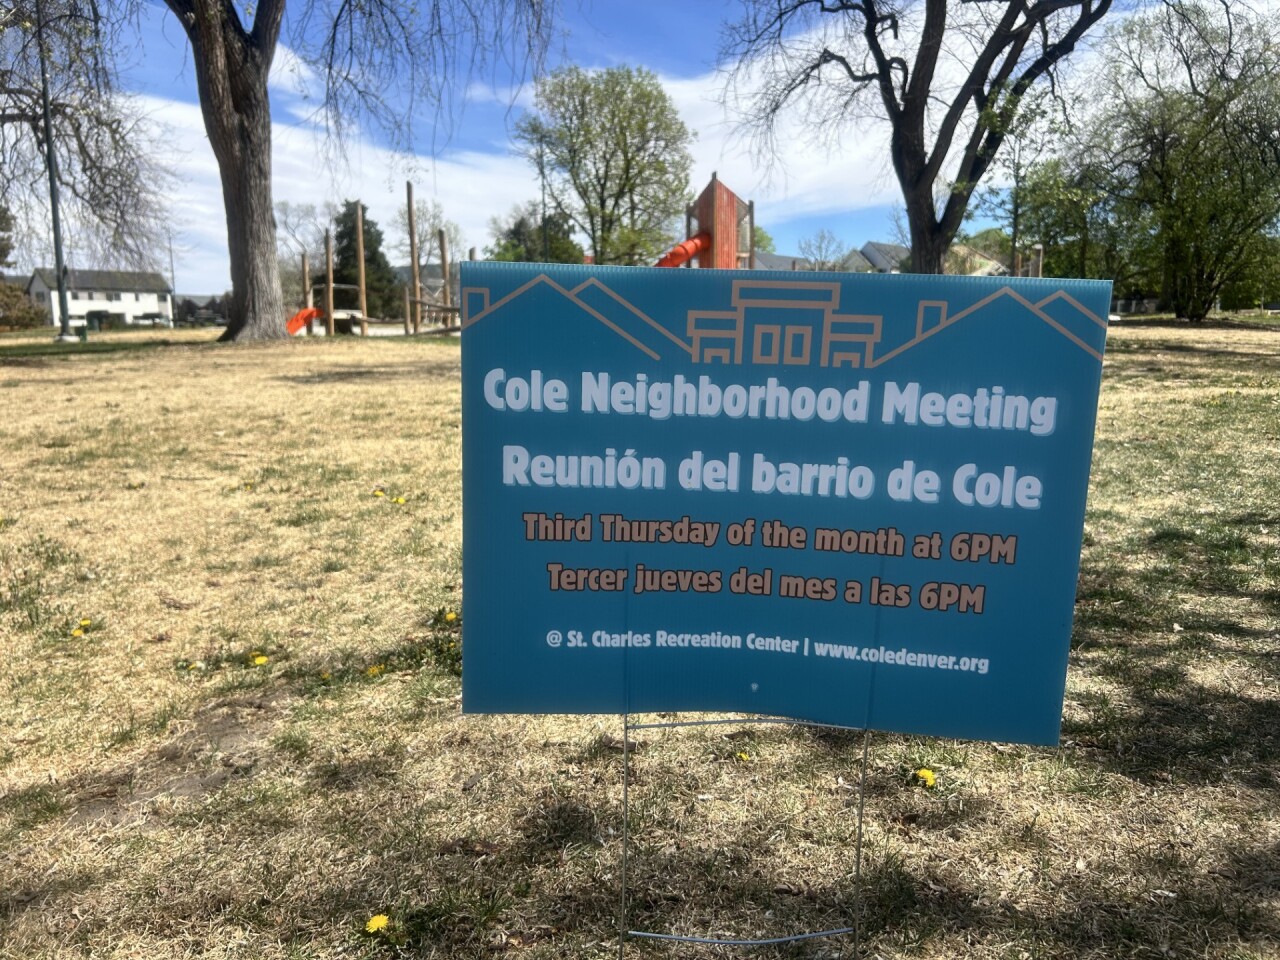 Cole Neighborhood Meeting
Reunión del barrio de Cole
Third Thursday of the month at 6PM
Tercer jueves del mes a las 6PM
@ St. Charles Recreation Center | www.coledenver.org